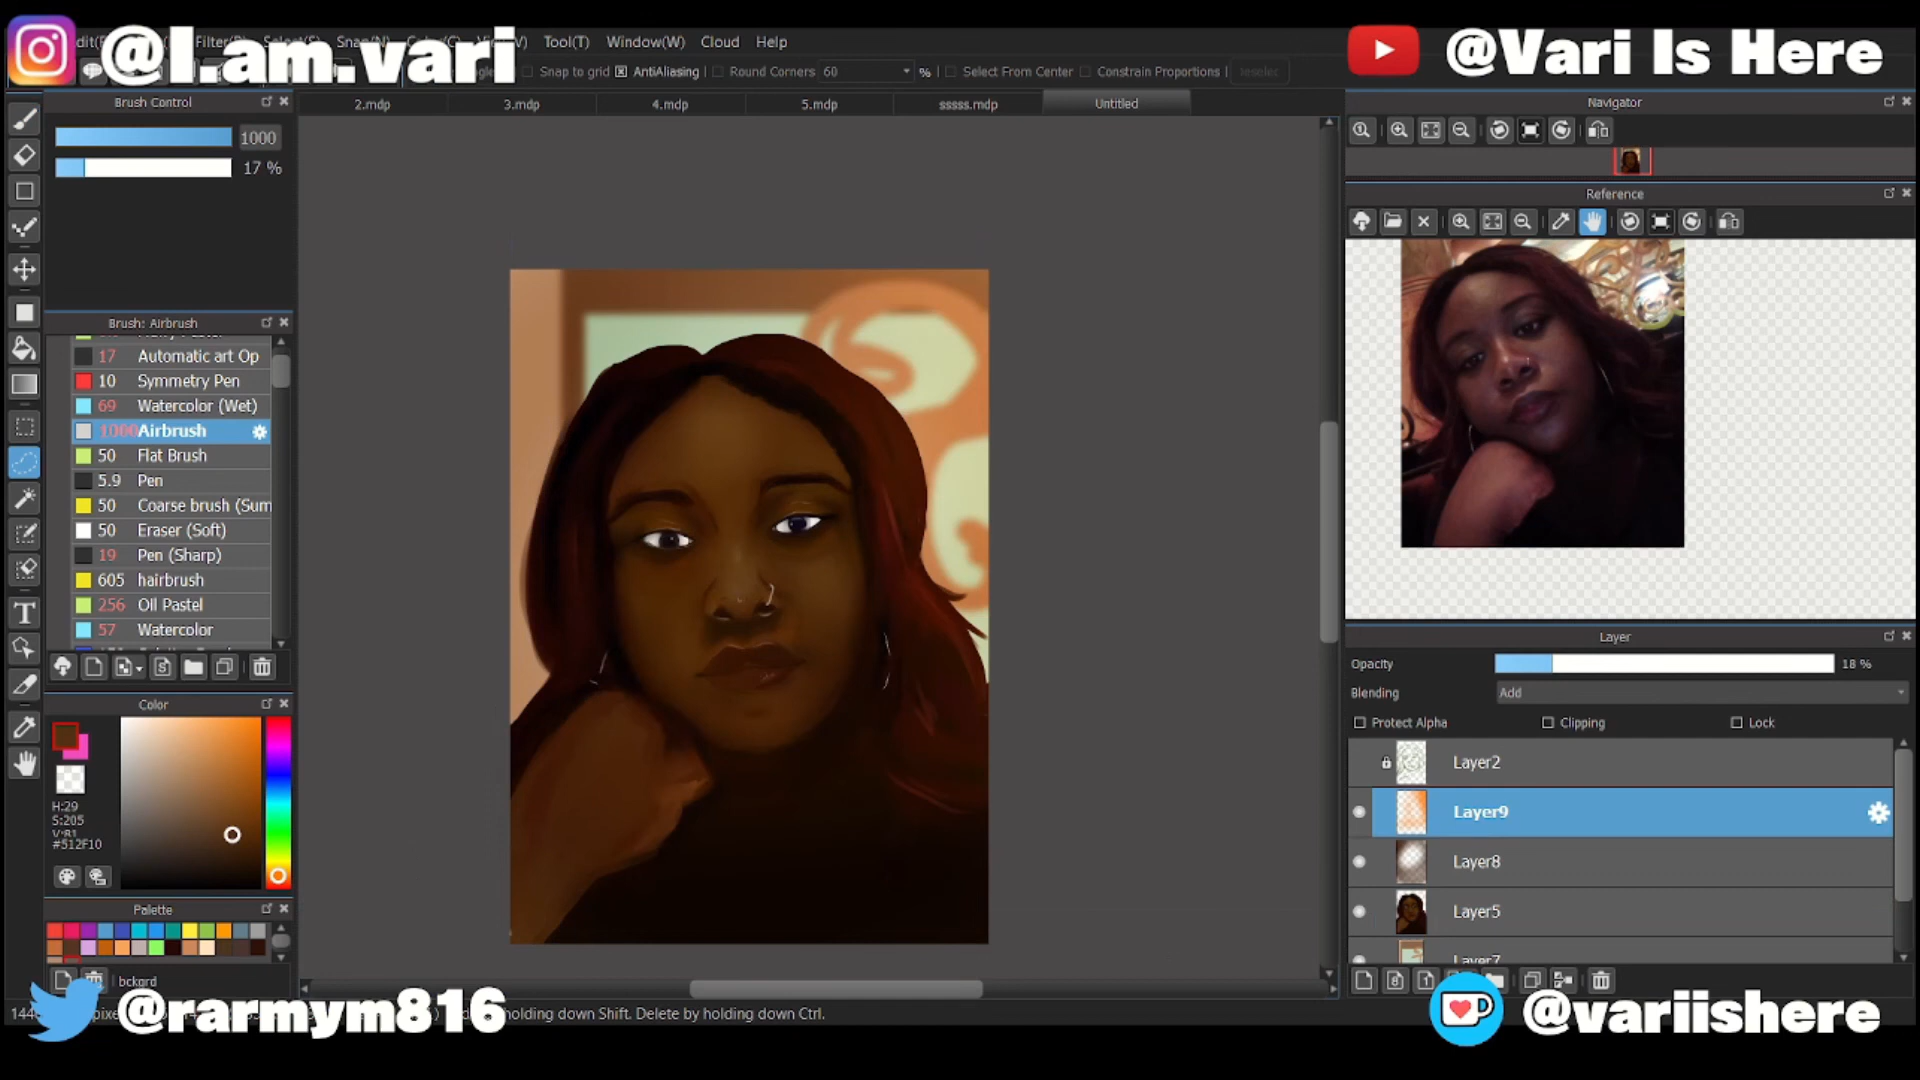 @I.am.vari
@Vari Is Here
Filter(R)
Tool(T)
Window(W)
Cloud
Help
Snap to grid
AntiAliasing
Round Corners
60
%
Select From Center
Constrain Proportions
Brush Control
1000
17 %
2.mdp
3.mdp
4.mdp
5.mdp
sssss.mdp
Untitled
Navigator
Reference
Brush: Airbrush
17 Automatic art Op
10 Symmetry Pen
69 Watercolor (Wet)
1000 Airbrush
50 Flat Brush
5.9 Pen
50 Coarse brush (Sum
50 Eraser (Soft)
19 Pen (Sharp)
605 hairbrush
256 Oil Pastel
57 Watercolor
Color
H:29
S:205
V:81
#512F10
Palette
bckgrd
Layer
Opacity
18 %
Blending
Add
Protect Alpha
Clipping
Lock
Layer2
Layer9
Layer8
Layer5
Layer7
holding down Shift. Delete by holding down Ctrl.
@rarmym816
@variishere